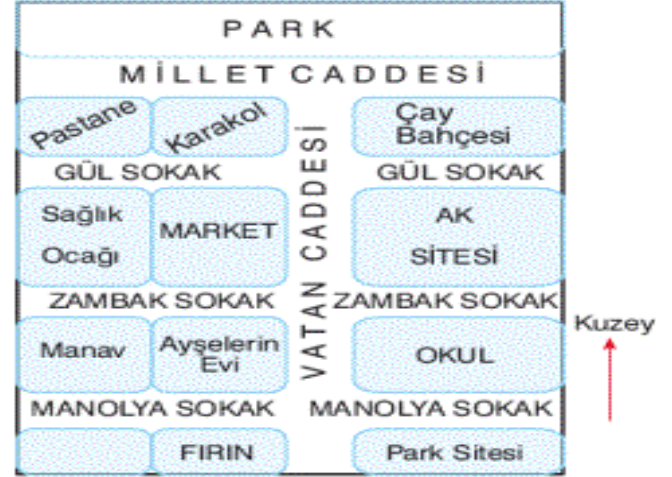 PARK
MİLLET CADDESİ
Pastane
Karakol
Çay
Bahçesi
GÜL SOKAK
GÜL SOKAK
VATAN CADDESİ
Sağlık
Ocağı
MARKET
AK
SİTESİ
ZAMBAK SOKAK
ZAMBAK SOKAK
Kuzey
Manav
Ayşelerin
Evi
OKUL
MANOLYA SOKAK
MANOLYA SOKAK
FIRIN
Park Sitesi